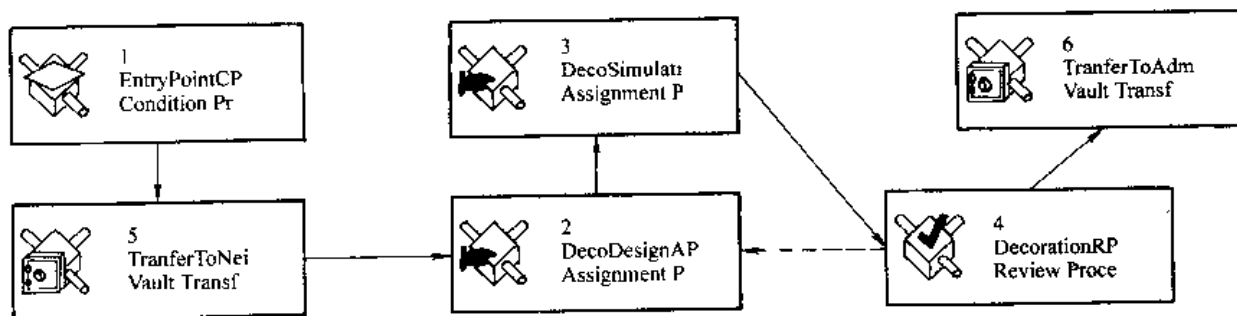 1
EntryPointCP
Condition Pr
3
DecoSimulati
Assignment P
6
TranferToAdm
Vault Transf
5
TranferToNei
Vault Transf
2
DecoDesignAP
Assignment P
4
DecorationRP
Review Proce